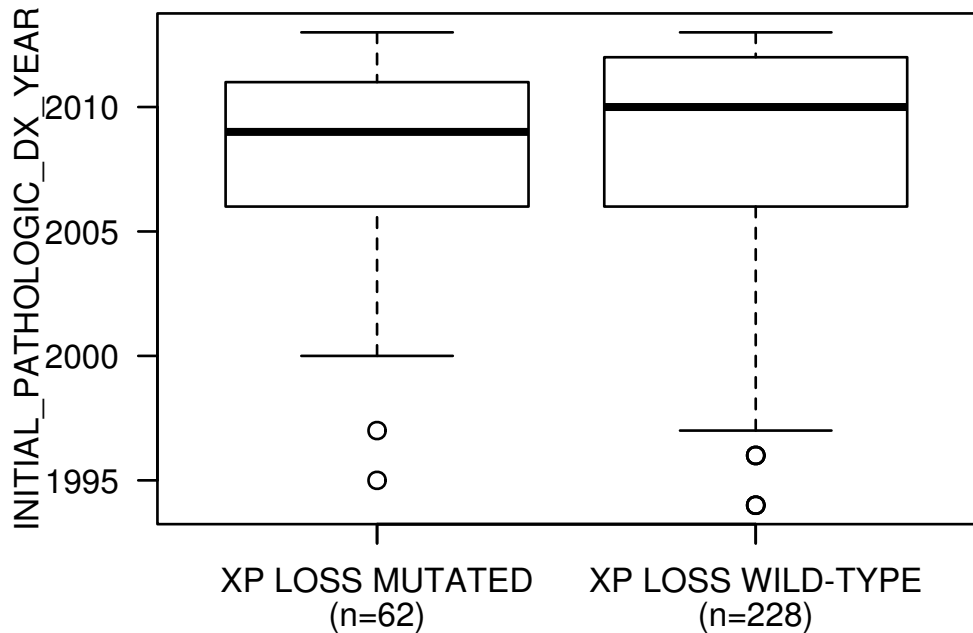 INITIAL_PATHOLOGIC_DX_YEAR
2010
2005
2000
1995
XP LOSS MUTATED
(n=62)
XP LOSS WILD-TYPE
(n=228)